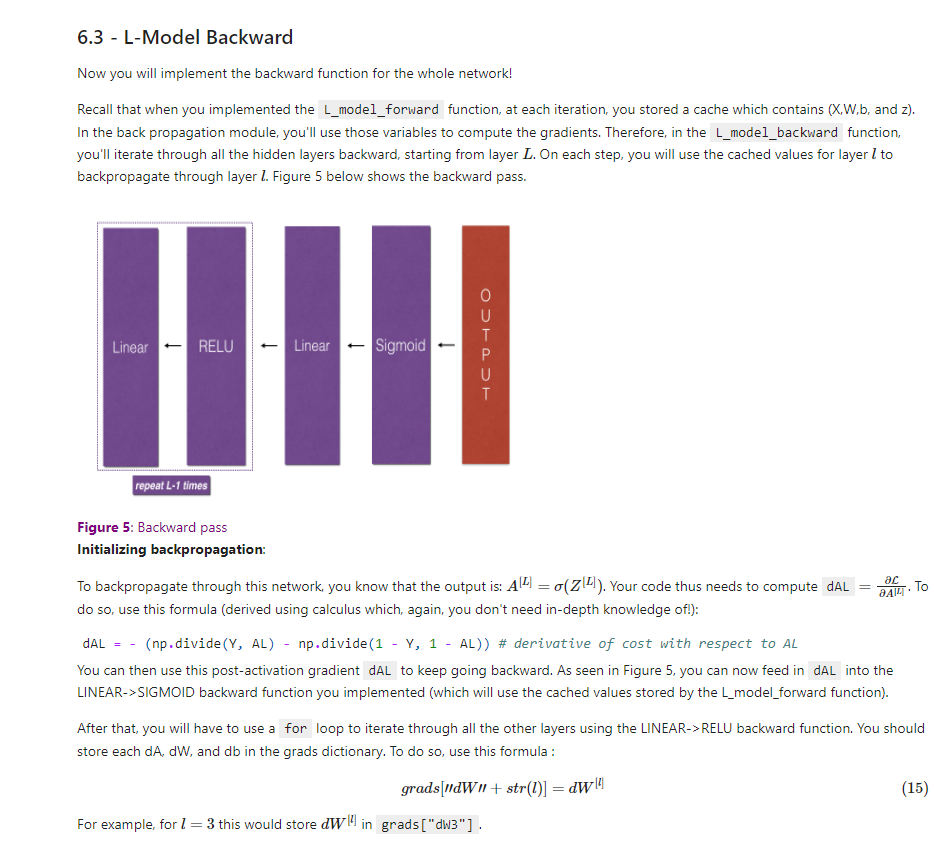 6.3 - L-Model Backward
Now you will implement the backward function for the whole network!
Recall that when you implemented the L_model_forward function, at each iteration, you stored a cache which contains (X,W,b, and z).
In the back propagation module, you'll use those variables to compute the gradients. Therefore, in the L_model_backward function,
you'll iterate through all the hidden layers backward, starting from layer L. On each step, you will use the cached values for layer l to
backpropagate through layer l. Figure 5 below shows the backward pass.
Linear ← RELU ← Linear ← Sigmoid ← OUTPUT
repeat L-1 times
Figure 5: Backward pass
Initializing backpropagation:
To backpropagate through this network, you know that the output is: A^[L] = σ(Z^[L]). Your code thus needs to compute dAL = ∂ℒ/∂A^[L]. To
do so, use this formula (derived using calculus which, again, you don't need in-depth knowledge of!):
dAL = - (np.divide(Y, AL) - np.divide(1 - Y, 1 - AL)) # derivative of cost with respect to AL
You can then use this post-activation gradient dAL to keep going backward. As seen in Figure 5, you can now feed in dAL into the
LINEAR->SIGMOID backward function you implemented (which will use the cached values stored by the L_model_forward function).
After that, you will have to use a for loop to iterate through all the other layers using the LINEAR->RELU backward function. You should
store each dA, dW, and db in the grads dictionary. To do so, use this formula :
grads["dW" + str(l)] = dW^[l] (15)
For example, for l = 3 this would store dW^[l] in grads["dW3"] .